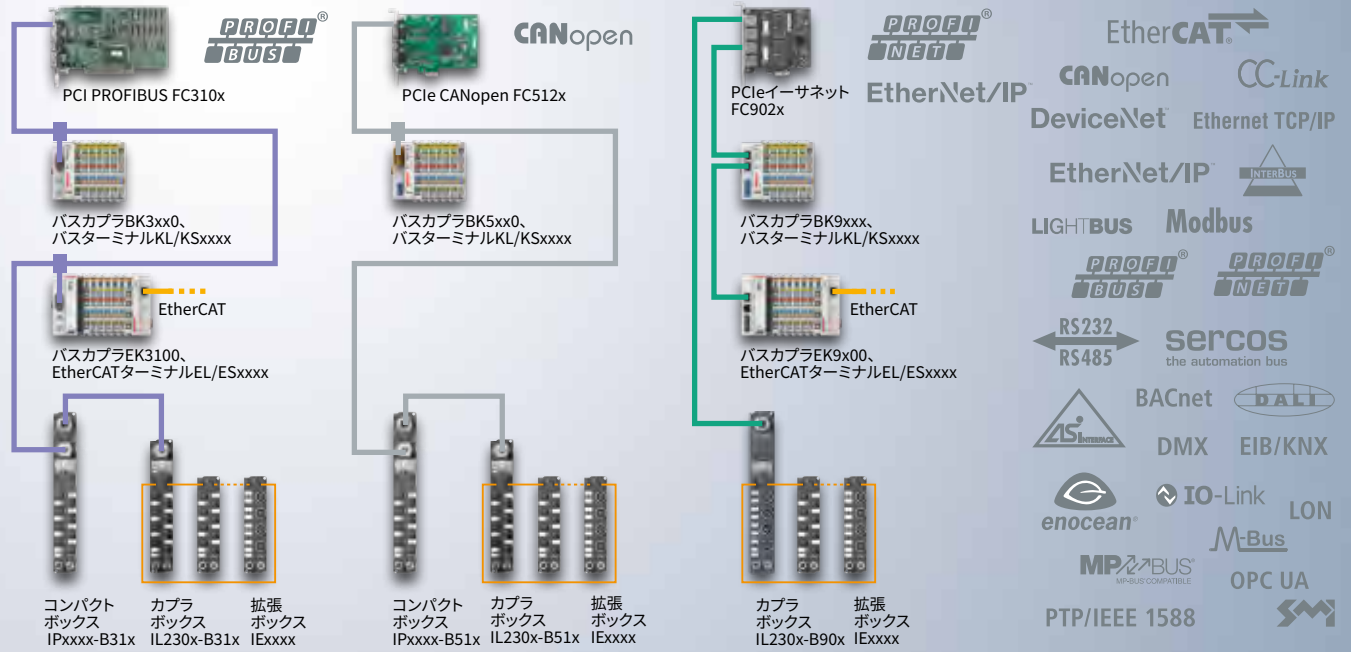 PROFI®
BUS
PCI PROFIBUS FC310x
バスカプラBK3xx0、
バスターミナルKL/KSxxxx
EtherCAT
バスカプラEK3100、
EtherCATターミナルEL/ESxxxx
コンパクト
ボックス
IPxxxx-B31x
カプラ
ボックス
IL230x-B31x
拡張
ボックス
IExxxx
CANopen
PCIe CANopen FC512x
バスカプラBK5xx0、
バスターミナルKL/KSxxxx
コンパクト
ボックス
IPxxxx-B51x
カプラ
ボックス
IL230x-B51x
拡張
ボックス
IExxxx
PROFI®
NET
EtherNet/IP™
PCIeイーサネット
FC902x
バスカプラBK9xxx、
バスターミナルKL/KSxxxx
EtherCAT
バスカプラEK9x00、
EtherCATターミナルEL/ESxxxx
カプラ
ボックス
IL230x-B90x
拡張
ボックス
IExxxx
EtherCAT®
CANopen
CC-Link
DeviceNet™
Ethernet TCP/IP
EtherNet/IP™
INTERBUS
LIGHTBUS
Modbus
PROFI®
BUS
PROFI®
NET
RS232
RS485
sercos
the automation bus
ASI INTERFACE
BACnet
DALI
DMX
EIB/KNX
enocean®
IO-Link
LON
M-Bus
MP BUS®
MP-BUS COMPATIBLE
OPC UA
PTP/IEEE 1588
SMI